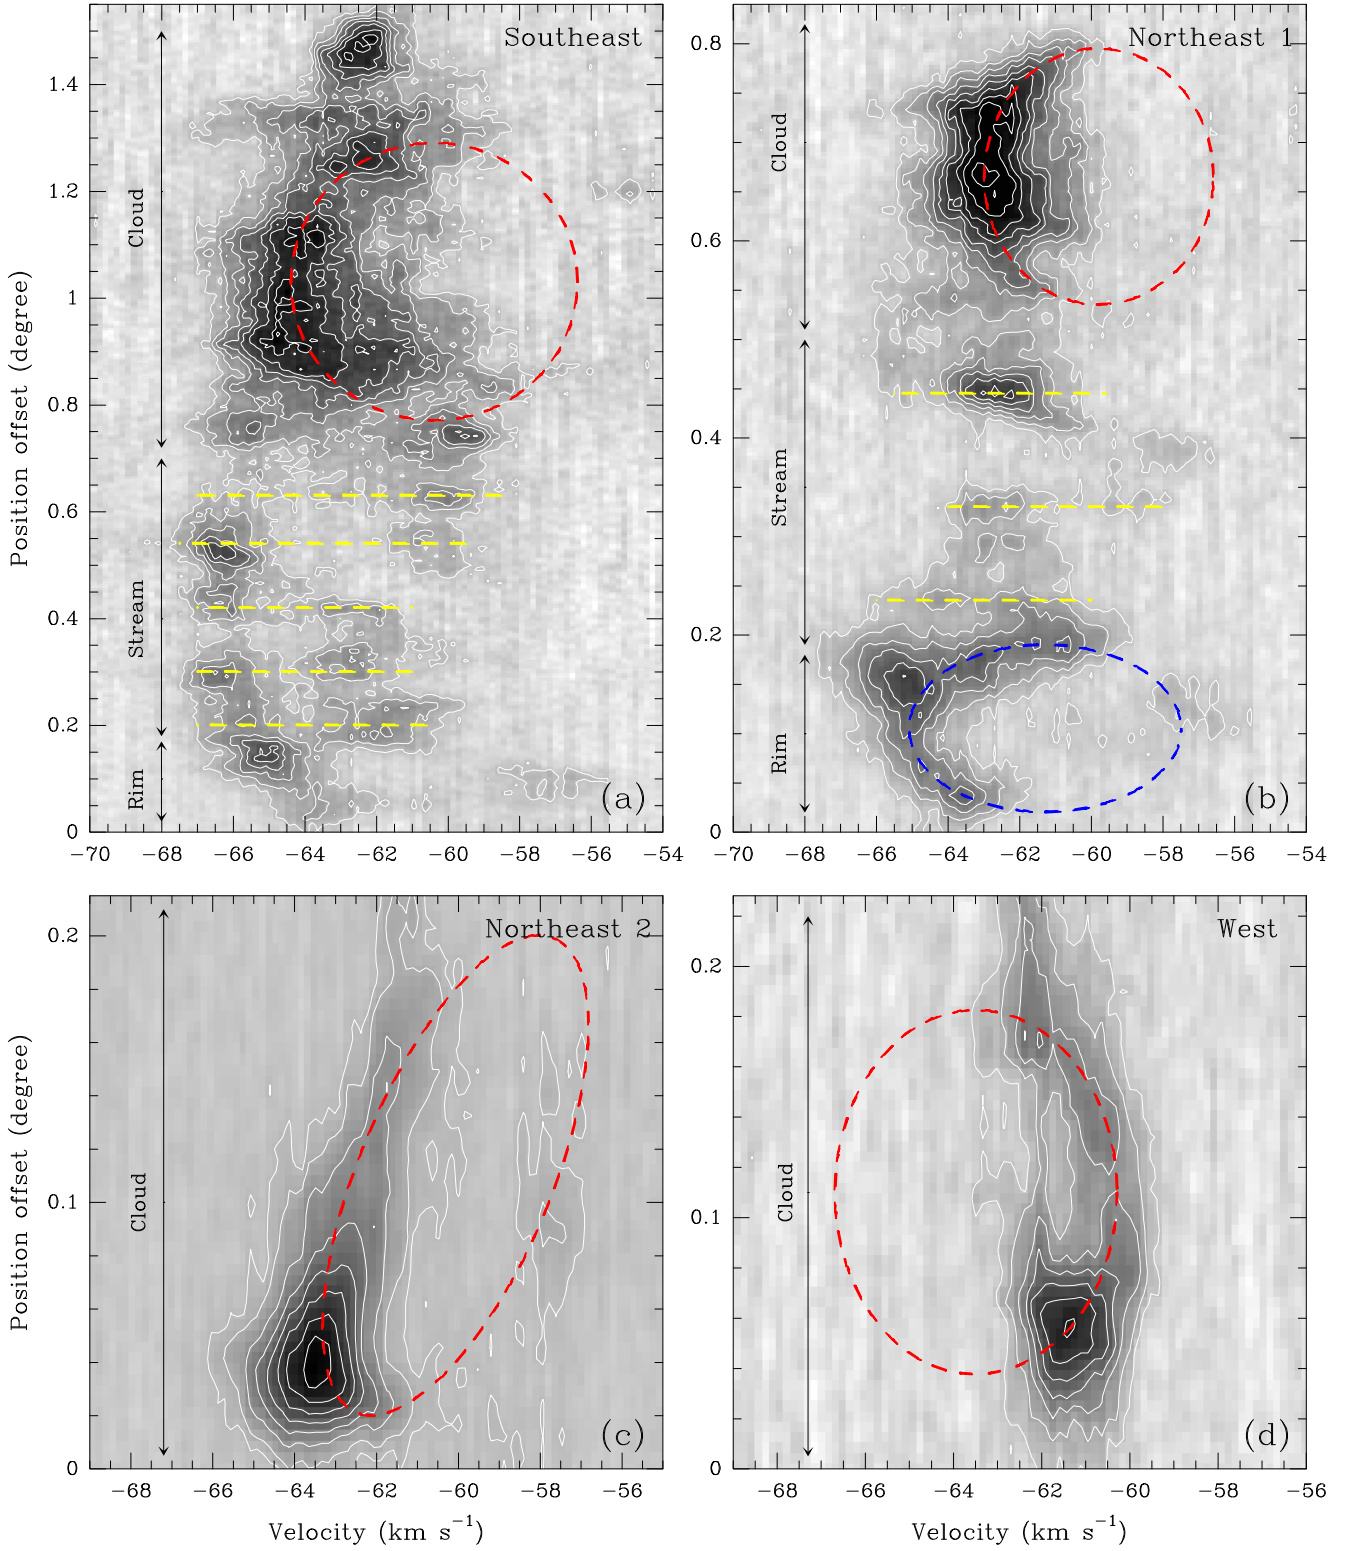 Southeast
Northeast 1
Position offset (degree)
1.4
1.2
1
0.8
0.6
0.4
0.2
0
Cloud
Stream
Rim
(a)
−70 −68 −66 −64 −62 −60 −58 −56 −54
0.8
0.6
0.4
0.2
0
Cloud
Stream
Rim
(b)
−70 −68 −66 −64 −62 −60 −58 −56 −54
Northeast 2
West
Position offset (degree)
0.2
0.1
0
Cloud
(c)
−68 −66 −64 −62 −60 −58 −56
Velocity (km s−1)
0.2
0.1
0
Cloud
(d)
−68 −66 −64 −62 −60 −58 −56
Velocity (km s−1)